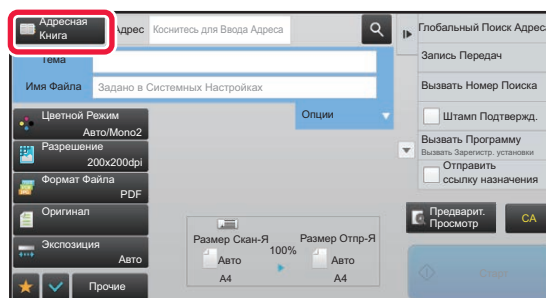 Адресная
Книга
Адрес
Коснитесь для Ввода Адреса
Тема
Имя Файла
Задано в Системных Настройках
Опции
Цветной Режим
Авто/Mono2
Разрешение
200x200dpi
Формат Файла
PDF
Оригинал
Экспозиция
Авто
Прочие
Размер Скан-Я
Авто
A4
100%
Размер Отпр-Я
Авто
A4
Глобальный Поиск Адреса
Запись Передач
Вызвать Номер Поиска
Штамп Подтвержд.
Вызвать Программу
Вызвать Зарегистр. установки
Отправить
ссылку назначения
Предварит.
Просмотр
CA
Старт